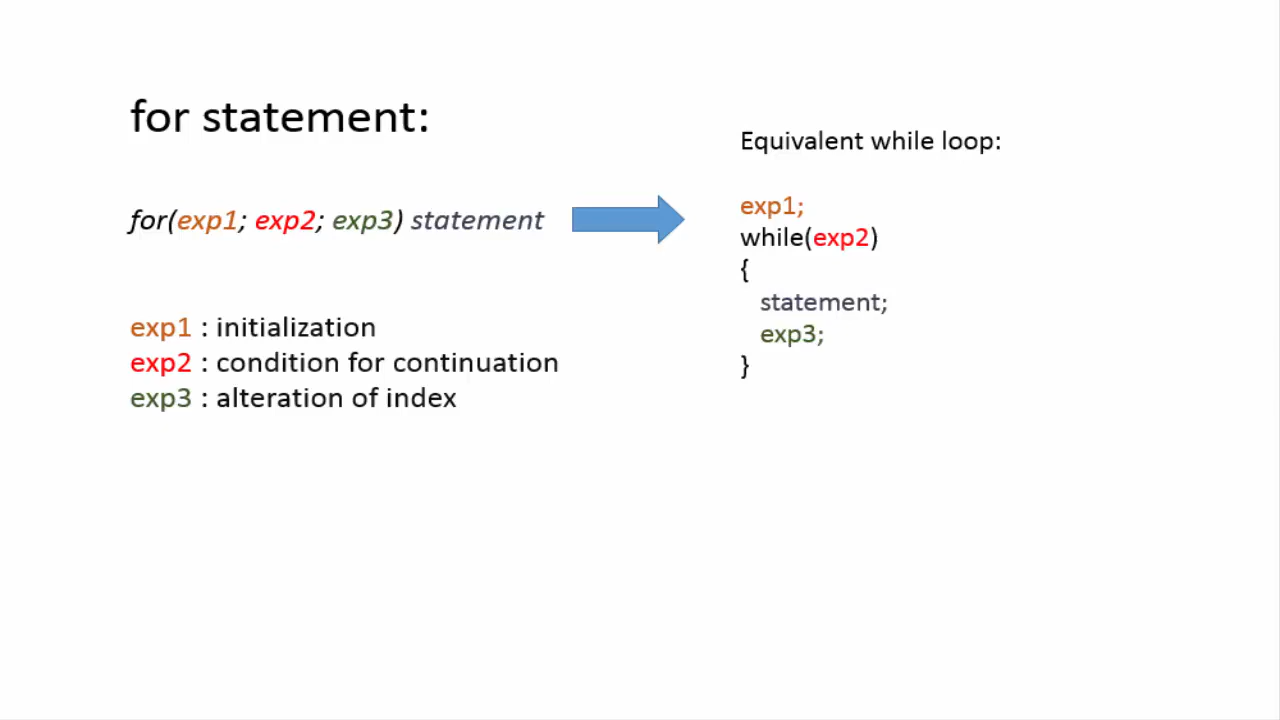 for statement:
for(exp1; exp2; exp3) statement
exp1 : initialization
exp2 : condition for continuation
exp3 : alteration of index
Equivalent while loop:
exp1;
while(exp2)
{
statement;
exp3;
}